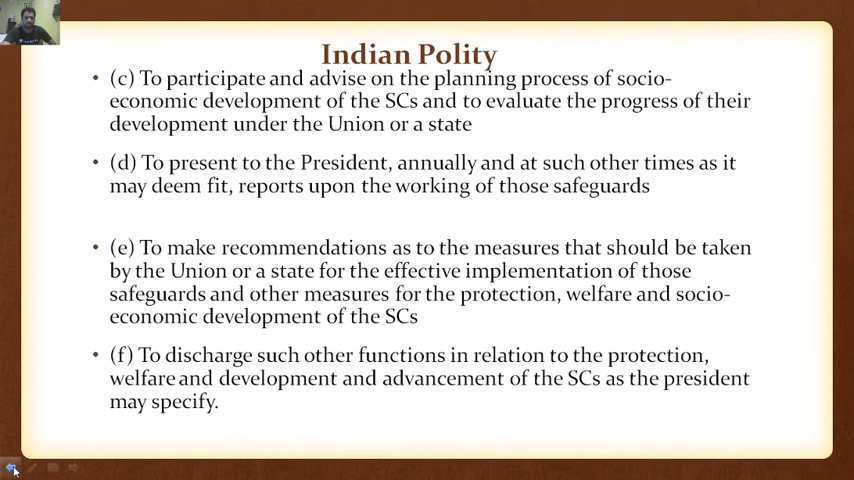 Indian Polity
• (c) To participate and advise on the planning process of socio-
economic development of the SCs and to evaluate the progress of their
development under the Union or a state
• (d) To present to the President, annually and at such other times as it
may deem fit, reports upon the working of those safeguards
• (e) To make recommendations as to the measures that should be taken
by the Union or a state for the effective implementation of those
safeguards and other measures for the protection, welfare and socio-
economic development of the SCs
• (f) To discharge such other functions in relation to the protection,
welfare and development and advancement of the SCs as the president
may specify.